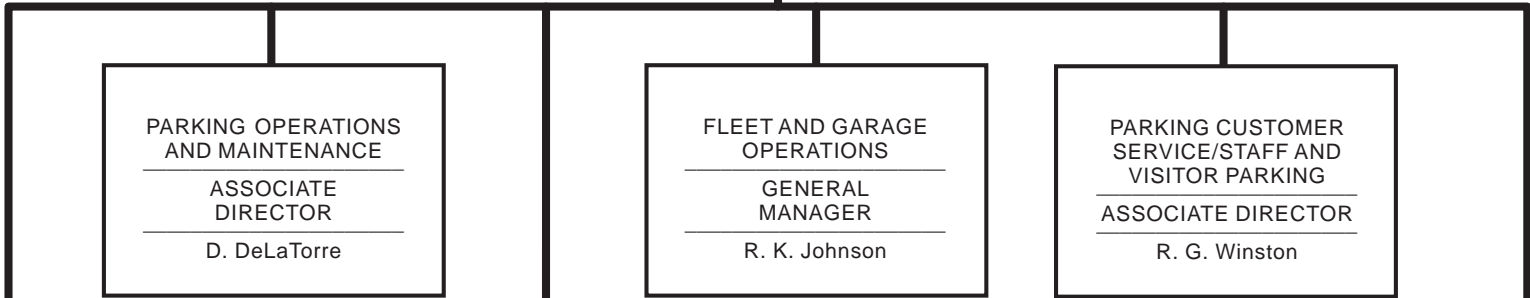 PARKING OPERATIONS
AND MAINTENANCE
ASSOCIATE
DIRECTOR
D. DeLaTorre
FLEET AND GARAGE
OPERATIONS
GENERAL
MANAGER
R. K. Johnson
PARKING CUSTOMER
SERVICE/STAFF AND
VISITOR PARKING
ASSOCIATE DIRECTOR
R. G. Winston